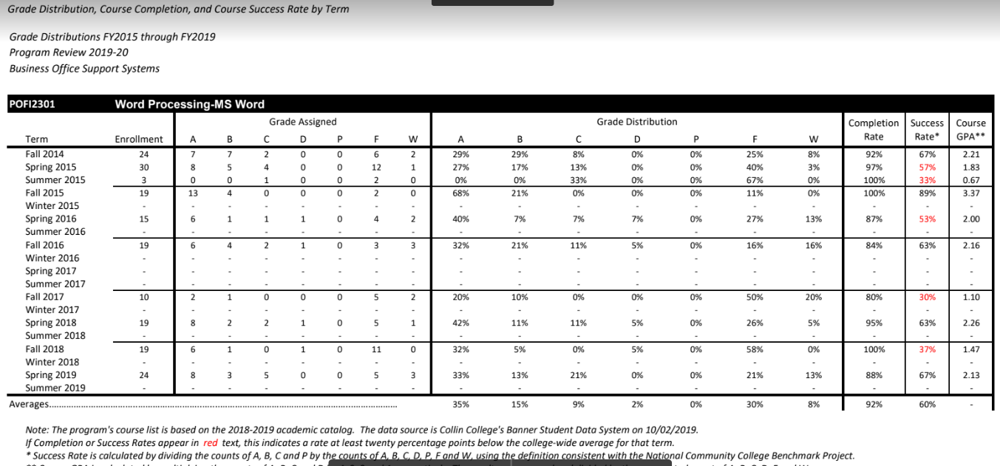 Grade Distribution, Course Completion, and Course Success Rate by Term
Grade Distributions FY2015 through FY2019
Program Review 2019-20
Business Office Support Systems
POFI2301 Word Processing-MS Word
Grade Assigned Grade Distribution Completion Success Course
Term Enrollment A B C D P F W A B C D P F W Rate Rate* GPA**
Fall 2014 24 7 7 2 0 0 6 2 29% 29% 8% 0% 0% 25% 8% 92% 67% 2.21
Spring 2015 30 8 5 4 0 0 12 1 27% 17% 13% 0% 0% 40% 3% 97% 57% 1.83
Summer 2015 3 0 0 1 0 0 2 0 0% 0% 33% 0% 0% 67% 0% 100% 33% 0.67
Fall 2015 19 13 4 0 0 0 2 0 68% 21% 0% 0% 0% 11% 0% 100% 89% 3.37
Winter 2015 - - - - - - - - - - - - - - - - - -
Spring 2016 15 6 1 1 1 0 4 2 40% 7% 7% 7% 0% 27% 13% 87% 53% 2.00
Summer 2016 - - - - - - - - - - - - - - - - - -
Fall 2016 19 6 4 2 1 0 3 3 32% 21% 11% 5% 0% 16% 16% 84% 63% 2.16
Winter 2016 - - - - - - - - - - - - - - - - - -
Spring 2017 - - - - - - - - - - - - - - - - - -
Summer 2017 - - - - - - - - - - - - - - - - - -
Fall 2017 10 2 1 0 0 0 5 2 20% 10% 0% 0% 0% 50% 20% 80% 30% 1.10
Winter 2017 - - - - - - - - - - - - - - - - - -
Spring 2018 19 8 2 2 1 0 5 1 42% 11% 11% 5% 0% 26% 5% 95% 63% 2.26
Summer 2018 - - - - - - - - - - - - - - - - - -
Fall 2018 19 6 1 0 1 0 11 0 32% 5% 0% 5% 0% 58% 0% 100% 37% 1.47
Winter 2018 - - - - - - - - - - - - - - - - - -
Spring 2019 24 8 3 5 0 0 5 3 33% 13% 21% 0% 0% 21% 13% 88% 67% 2.13
Summer 2019 - - - - - - - - - - - - - - - - - -
Averages........ 35% 15% 9% 2% 0% 30% 8% 92% 60% -
Note: The program's course list is based on the 2018-2019 academic catalog. The data source is Collin College's Banner Student Data System on 10/02/2019.
If Completion or Success Rates appear in red text, this indicates a rate at least twenty percentage points below the college-wide average for that term.
* Success Rate is calculated by dividing the counts of A, B, C and P by the counts of A, B, C, D, P, F and W, using the definition consistent with the National Community College Benchmark Project.